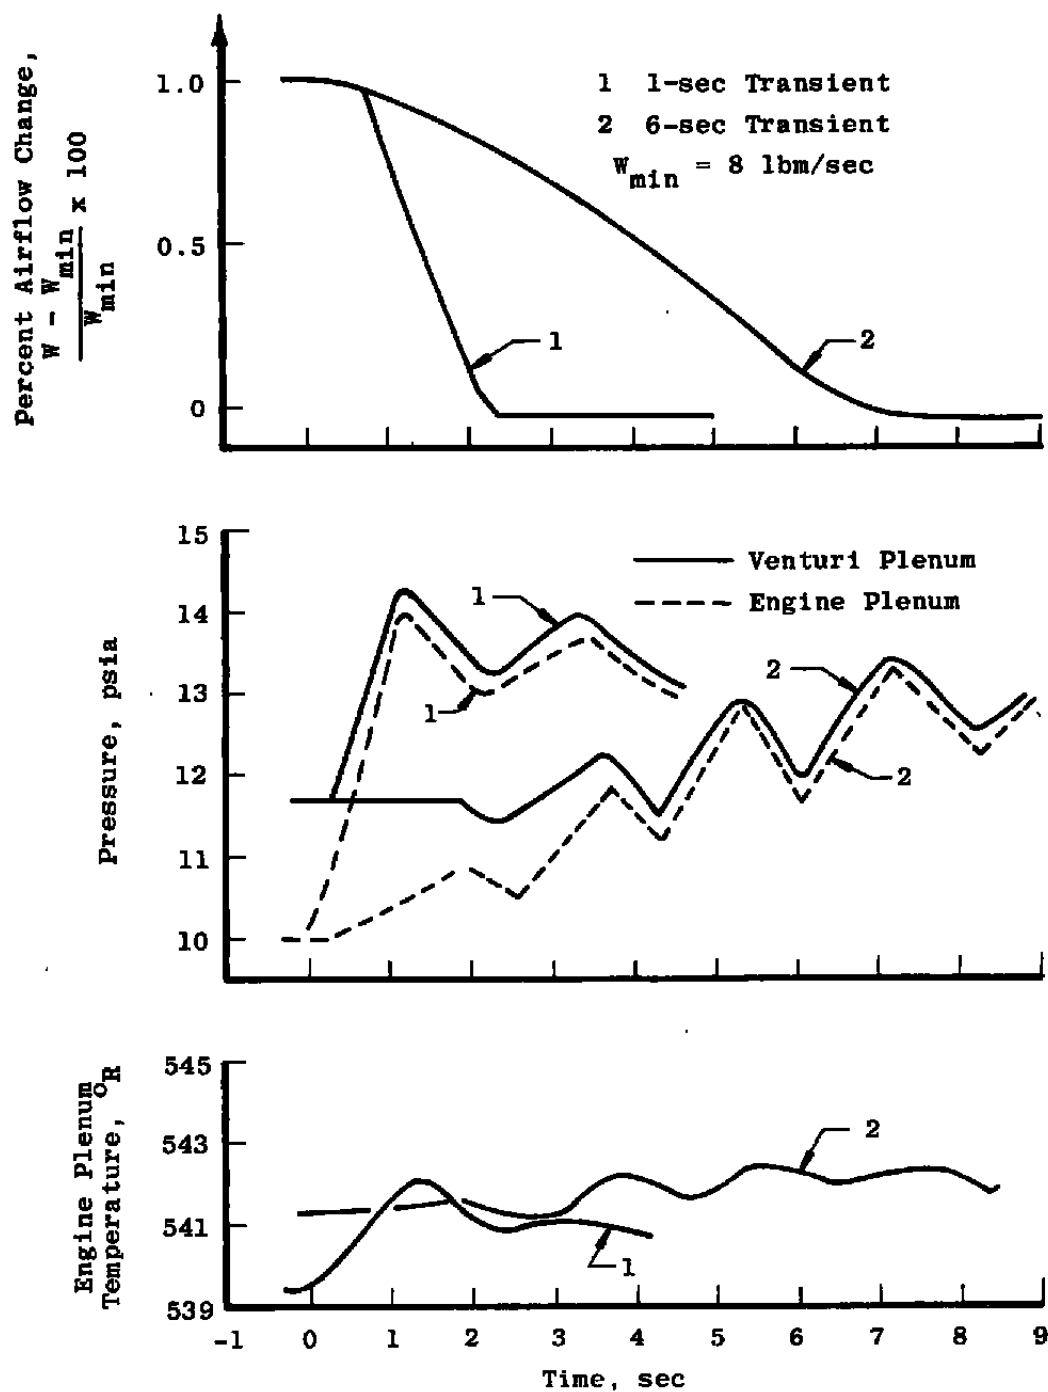 Percent Airflow Change,
W - Wmin
Wmin
x 100
1.0
0.5
0
1 1-sec Transient
2 6-sec Transient
Wmin = 8 lbm/sec
1
2
Pressure, psia
15
14
13
12
11
10
Venturi Plenum
Engine Plenum
1
1
2
2
Engine Plenum
Temperature, °R
545
543
541
539
2
1
-1 0 1 2 3 4 5 6 7 8 9
Time, sec